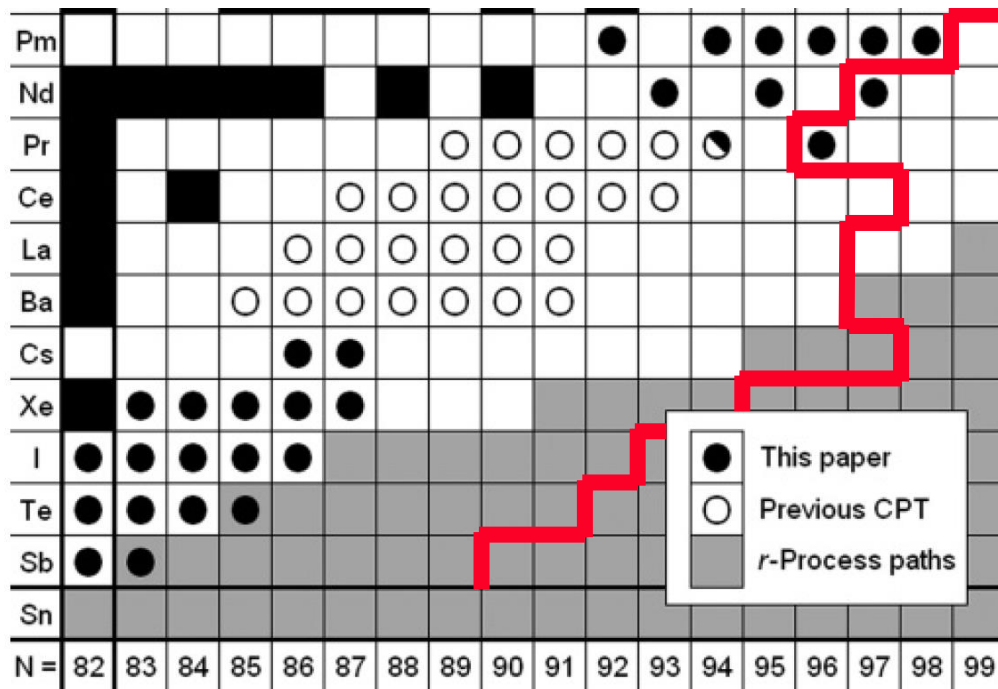 Pm
Nd
Pr
Ce
La
Ba
Cs
Xe
I
Te
Sb
Sn
This paper
Previous CPT
r-Process paths
N = 82 83 84 85 86 87 88 89 90 91 92 93 94 95 96 97 98 99